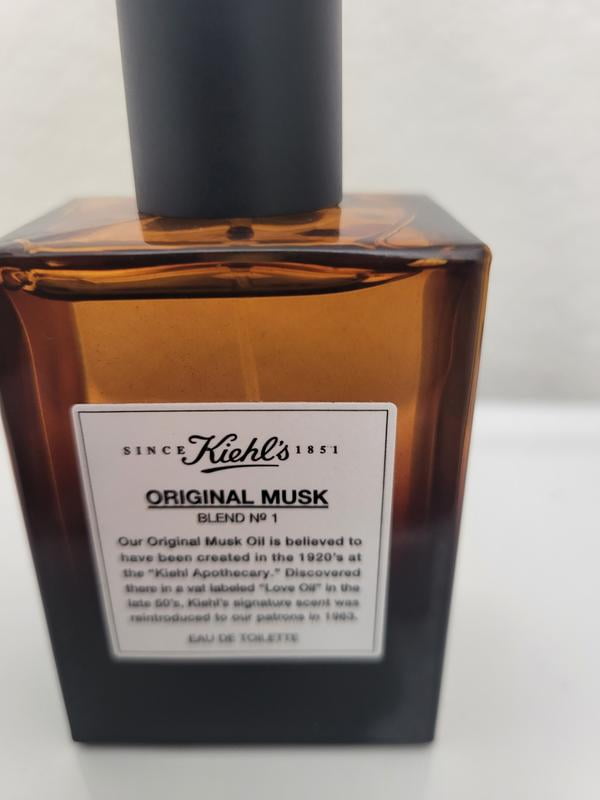 SINCE Kiehl's 1851
ORIGINAL MUSK
BLEND Nº 1
Our Original Musk Oil is believed to
have been created in the 1920's at
the "Kiehl Apothecary." Discovered
there in a vat labeled "Love Oil" in the
late 50's, Kiehl's signature scent was
reintroduced to our patrons in 1963.
EAU DE TOILETTE